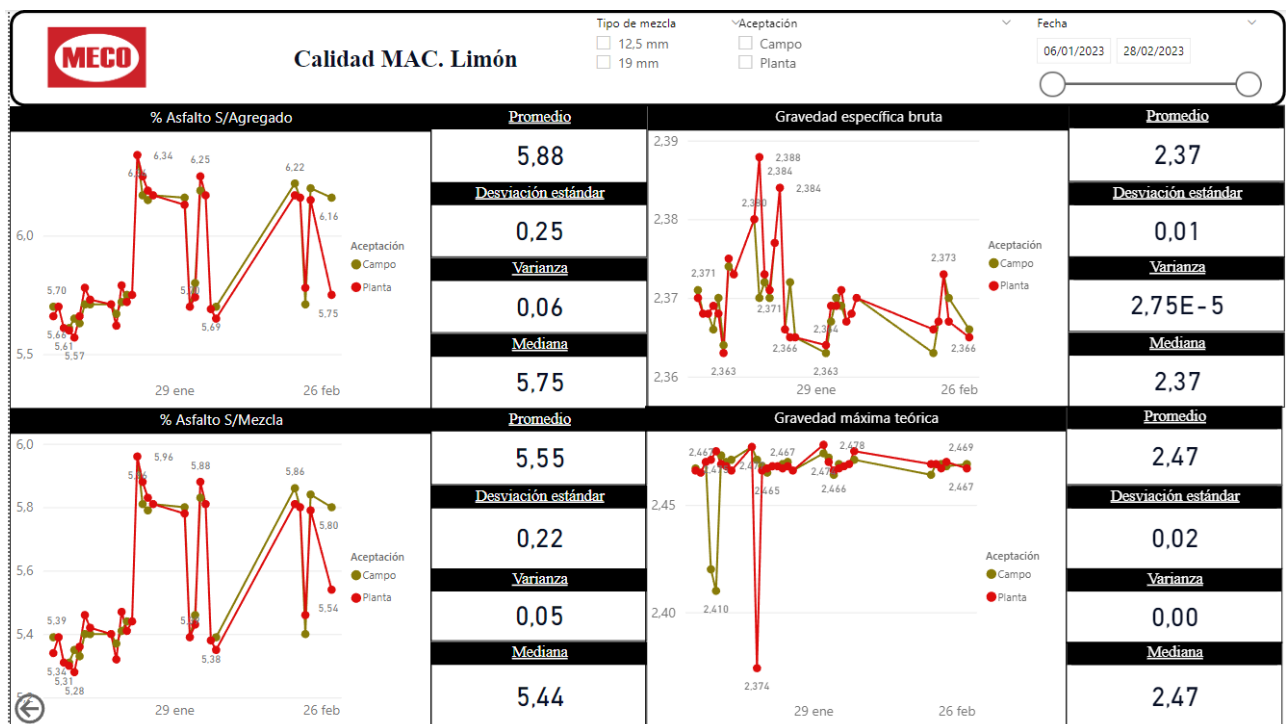 MECO
Calidad MAC. Limón
Tipo de mezcla
12,5 mm
19 mm
Aceptación
Campo
Planta
Fecha
06/01/2023
28/02/2023
% Asfalto S/Agregado
6,34
6,25
6,22
6,16
6,0
5,70
5,66
5,61
5,57
5,69
5,75
5,5
29 ene
26 feb
Aceptación
Campo
Planta
Promedio
5,88
Desviación estándar
0,25
Varianza
0,06
Mediana
5,75
Gravedad específica bruta
2,39
2,388
2,384
2,384
2,380
2,38
2,371
2,371
2,373
2,37
2,366
2,364
2,366
2,363
2,363
2,36
29 ene
26 feb
Aceptación
Campo
Planta
Promedio
2,37
Desviación estándar
0,01
Varianza
2,75E-5
Mediana
2,37
% Asfalto S/Mezcla
6,0
5,96
5,88
5,86
5,8
5,80
5,6
5,54
5,39
5,4
5,34
5,31
5,28
5,38
29 ene
26 feb
Aceptación
Campo
Planta
Promedio
5,55
Desviación estándar
0,22
Varianza
0,05
Mediana
5,44
Gravedad máxima teórica
2,467
2,467
2,478
2,469
2,465
2,466
2,467
2,45
2,40
2,410
2,374
29 ene
26 feb
Aceptación
Campo
Planta
Promedio
2,47
Desviación estándar
0,02
Varianza
0,00
Mediana
2,47